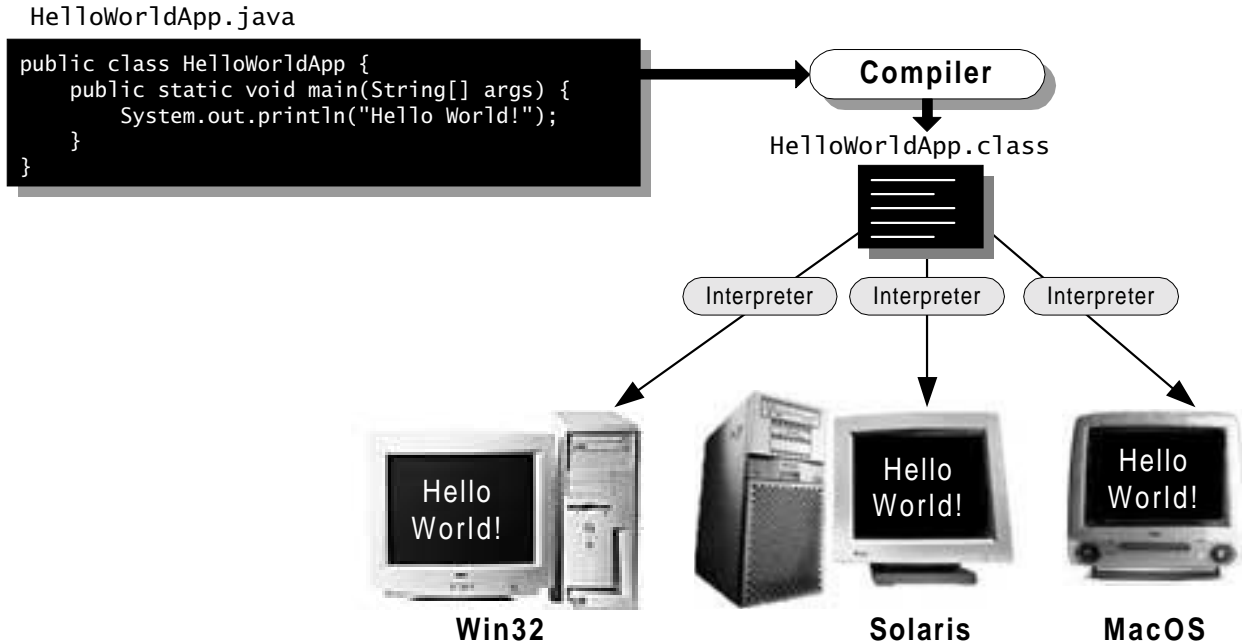 HelloWorldApp.java
public class HelloWorldApp {
    public static void main(String[] args) {
        System.out.println("Hello World!");
    }
}
Compiler
HelloWorldApp.class
Interpreter
Interpreter
Interpreter
Hello
World!
Hello
World!
Hello
World!
Win32
Solaris
MacOS